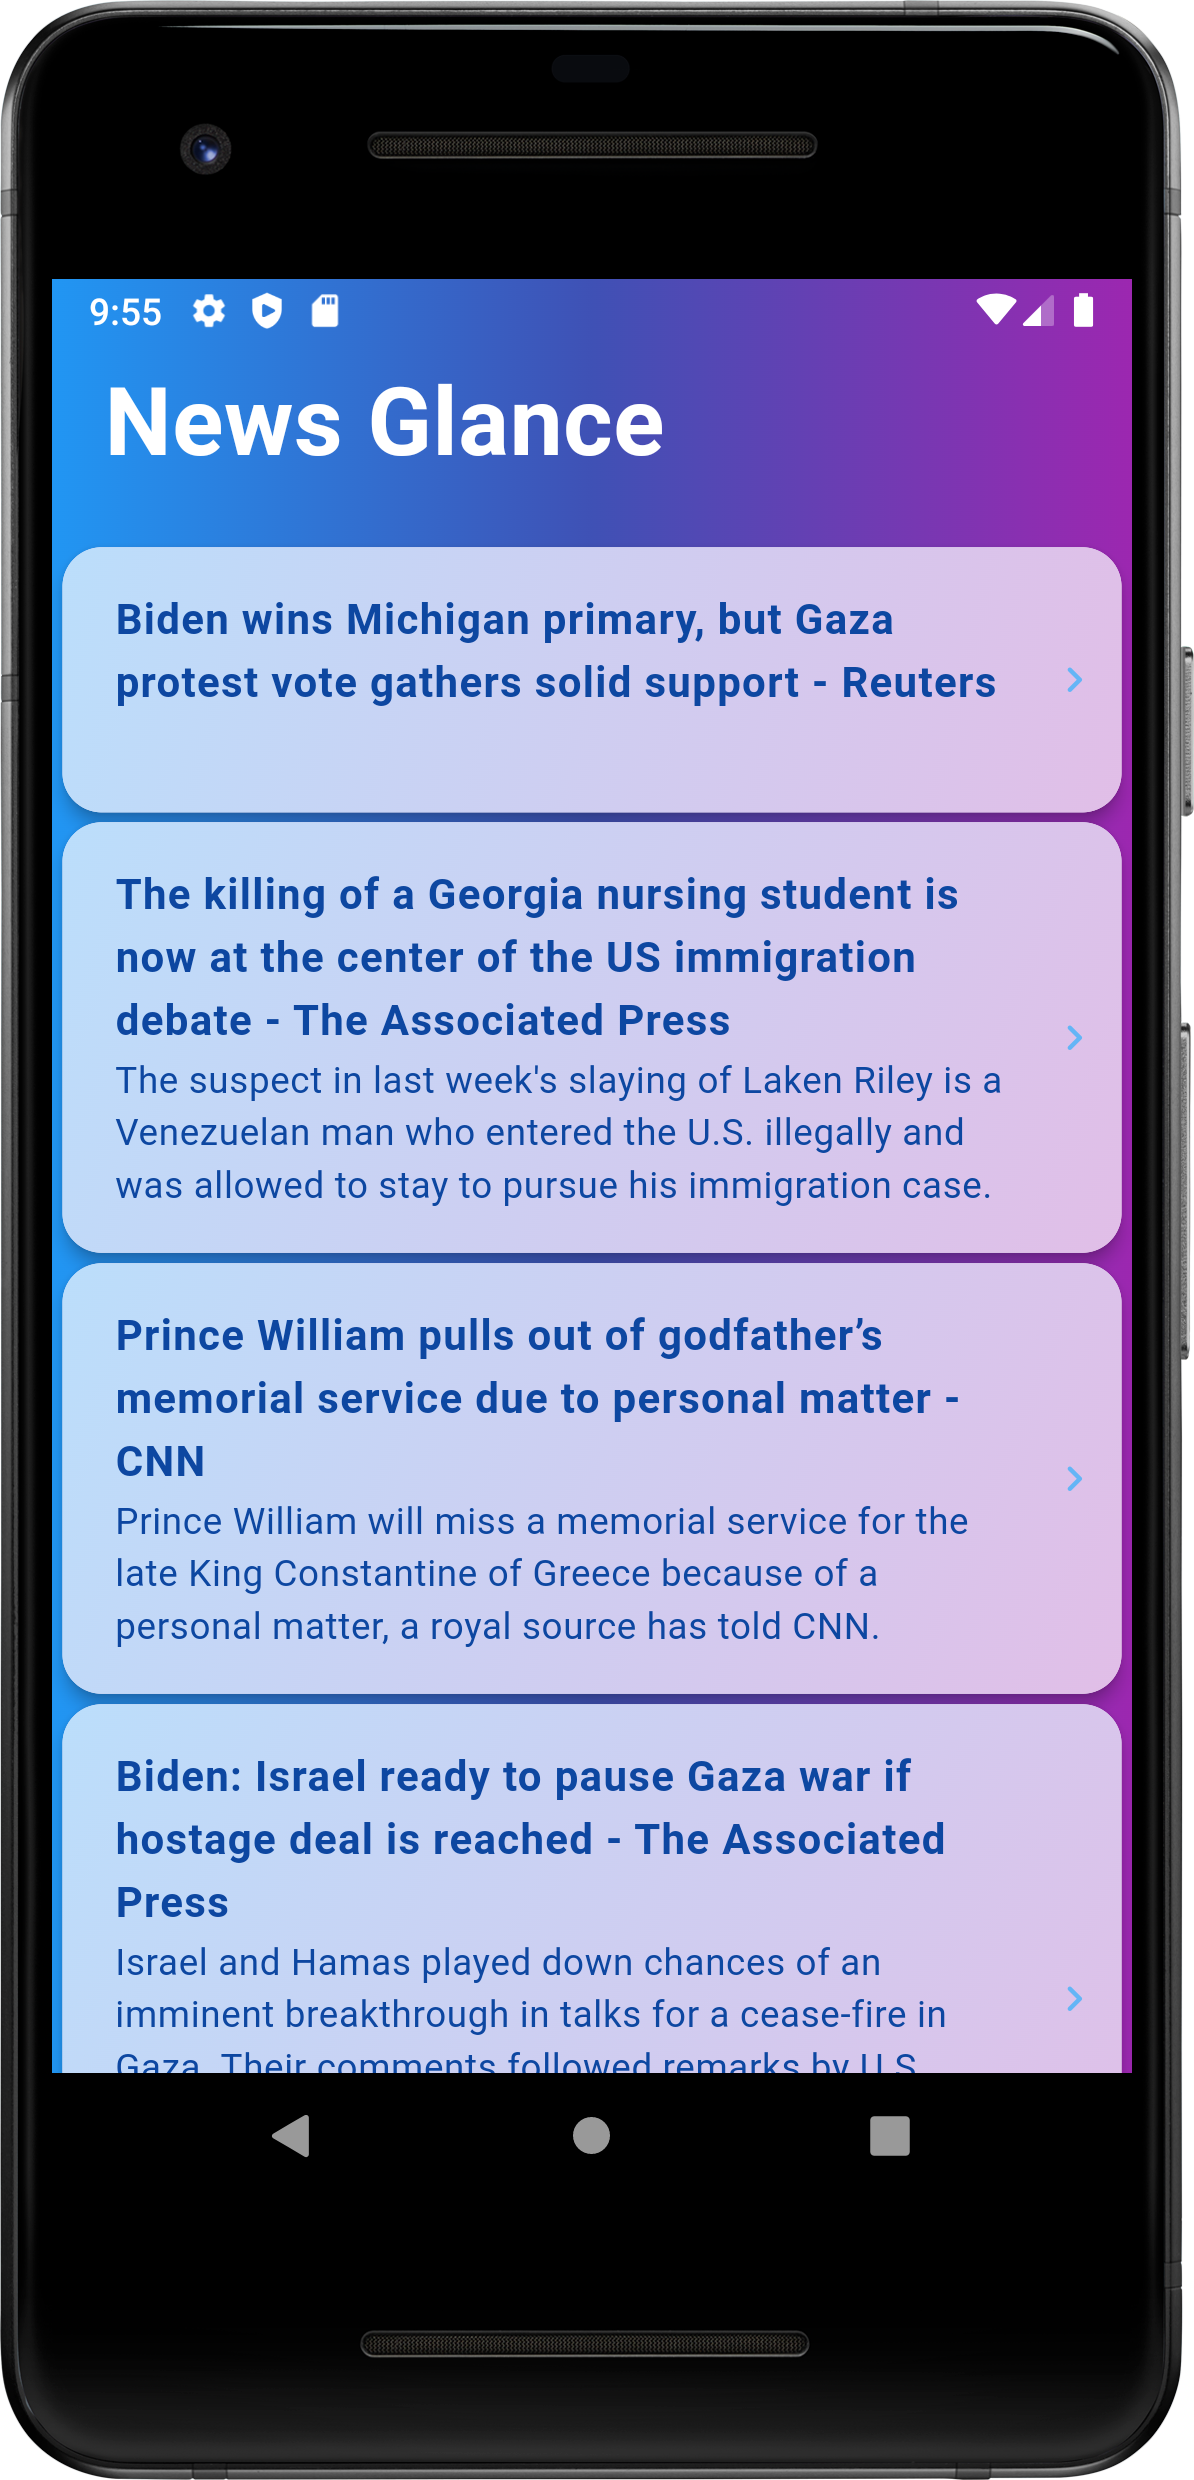 9:55
News Glance
Biden wins Michigan primary, but Gaza
protest vote gathers solid support - Reuters
The killing of a Georgia nursing student is
now at the center of the US immigration
debate - The Associated Press
The suspect in last week's slaying of Laken Riley is a
Venezuelan man who entered the U.S. illegally and
was allowed to stay to pursue his immigration case.
Prince William pulls out of godfather’s
memorial service due to personal matter -
CNN
Prince William will miss a memorial service for the
late King Constantine of Greece because of a
personal matter, a royal source has told CNN.
Biden: Israel ready to pause Gaza war if
hostage deal is reached - The Associated
Press
Israel and Hamas played down chances of an
imminent breakthrough in talks for a cease-fire in
Gaza. Their comments followed remarks by U.S.